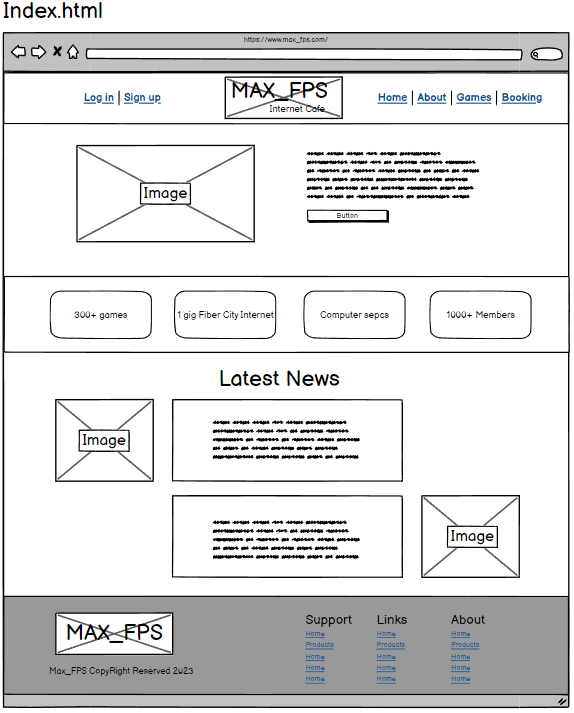 Index.html
https://www.max_fps.com/
Log in | Sign up
MAX_FPS
Internet Cafe
Home | About | Games | Booking
Image
Button
300+ games
1 gig Fiber City Internet
Computer sepcs
1000+ Members
Latest News
Image
Image
MAX_FPS
Max_FPS CopyRight Reserved 2023
Support
Home
Products
Home
Home
Home
Links
Home
Products
Home
Home
Home
About
Home
Products
Home
Home
Home